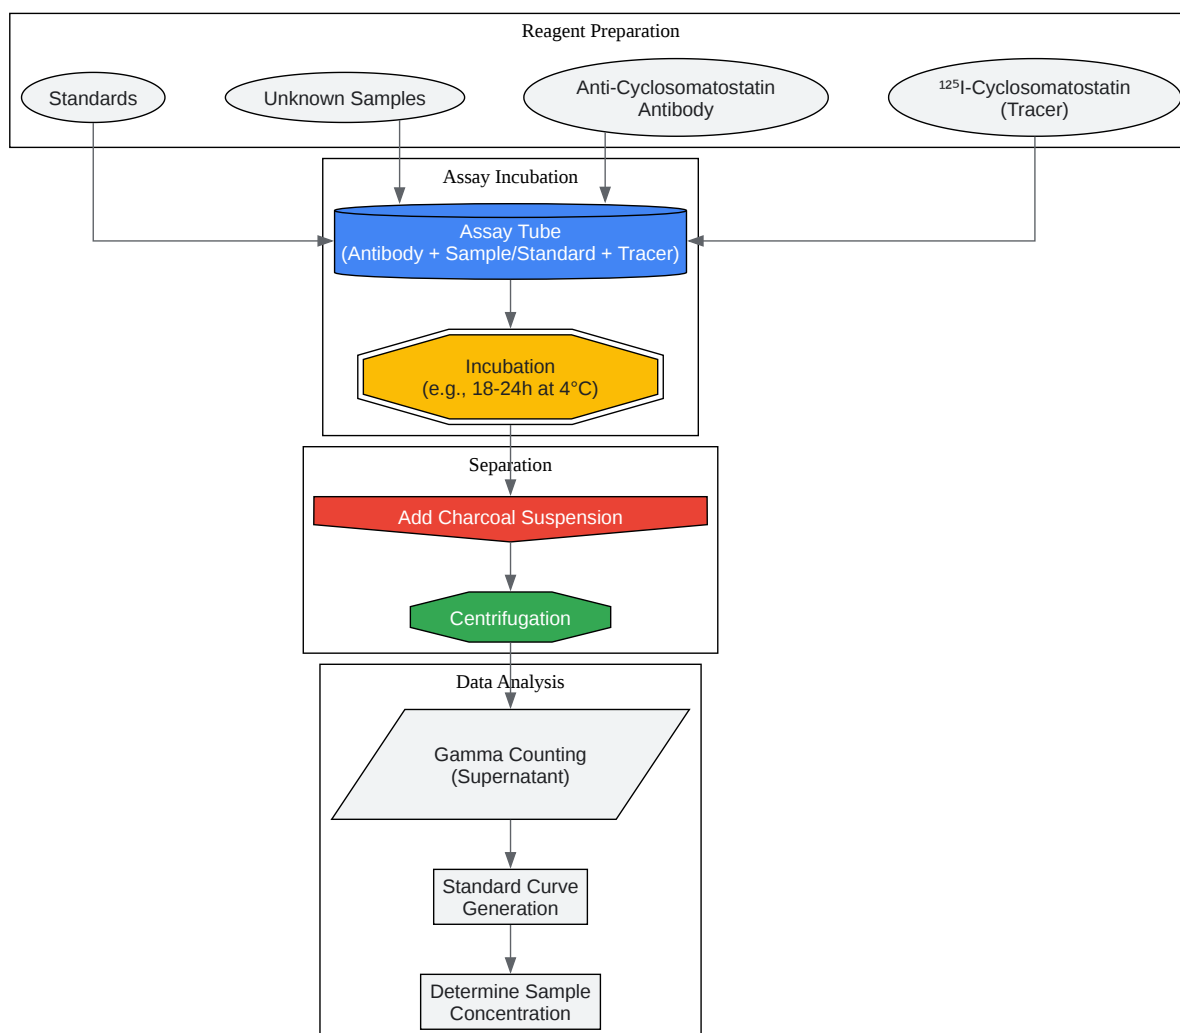 Reagent Preparation
Standards
Unknown Samples
Anti-Cyclosomatostatin
Antibody
¹²⁵I-Cyclosomatostatin
(Tracer)
Assay Incubation
Assay Tube
(Antibody + Sample/Standard + Tracer)
Incubation
(e.g., 18-24h at 4°C)
Separation
Add Charcoal Suspension
Centrifugation
Data Analysis
Gamma Counting
(Supernatant)
Standard Curve
Generation
Determine Sample
Concentration